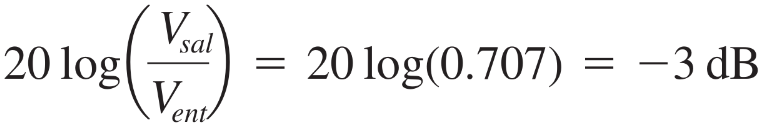 20 log(V_sal/V_ent) = 20 log(0.707) = −3 dB